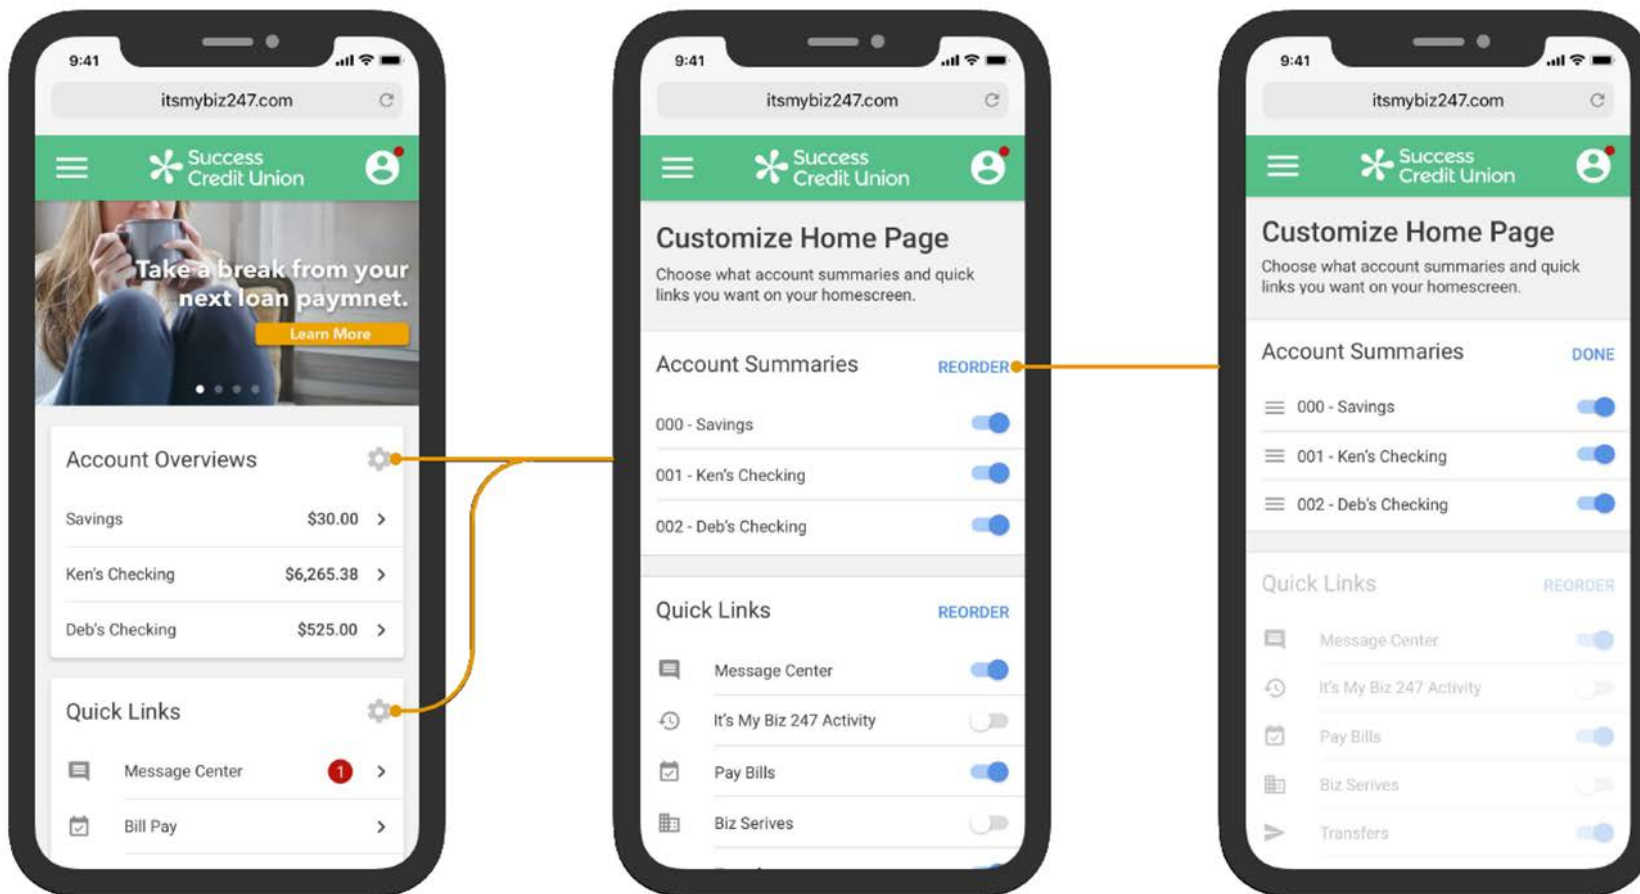 9:41
itsmybiz247.com
Success
Credit Union
Take a break from your
next loan paymnet.
Learn More
Account Overviews
Savings $30.00
Ken's Checking $6,265.38
Deb's Checking $525.00
Quick Links
Message Center 1
Bill Pay
9:41
itsmybiz247.com
Success
Credit Union
Customize Home Page
Choose what account summaries and quick
links you want on your homescreen.
Account Summaries REORDER
000 - Savings
001 - Ken's Checking
002 - Deb's Checking
Quick Links REORDER
Message Center
It's My Biz 247 Activity
Pay Bills
Biz Serives
9:41
itsmybiz247.com
Success
Credit Union
Customize Home Page
Choose what account summaries and quick
links you want on your homescreen.
Account Summaries DONE
000 - Savings
001 - Ken's Checking
002 - Deb's Checking
Quick Links REORDER
Message Center
It's My Biz 247 Activity
Pay Bills
Biz Serives
Transfers